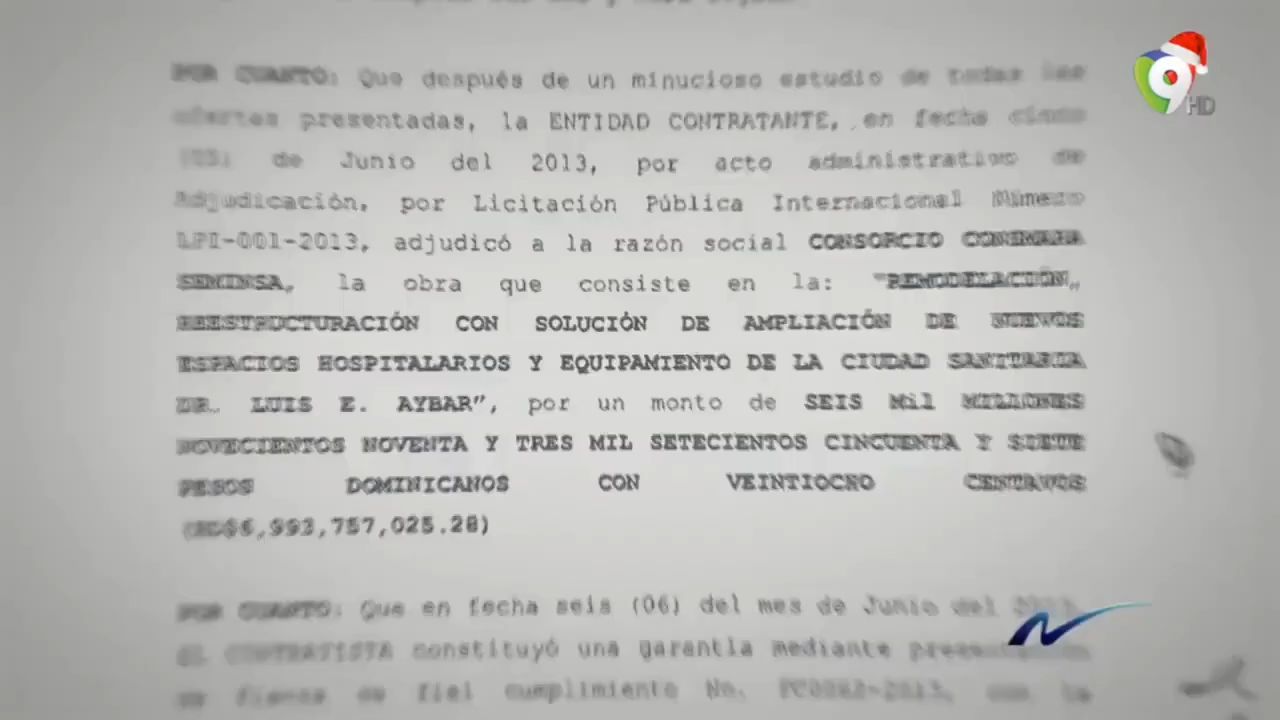 POR CUANTO: Que después de un minucioso estudio de todas las
ofertas presentadas, la ENTIDAD CONTRATANTE, en fecha cinco
(05) de Junio del 2013, por acto administrativo de
Adjudicación, por Licitación Pública Internacional Número
LPI-001-2013, adjudicó a la razón social CONSORCIO
SEMINSA, la obra que consiste en la: "REMODELACIÓN,
REESTRUCTURACIÓN CON SOLUCIÓN DE AMPLIACIÓN DE NUEVOS
ESPACIOS HOSPITALARIOS Y EQUIPAMIENTO DE LA CIUDAD SANITARIA
DR. LUIS E. AYBAR", por un monto de SEIS Mil MILLONES
NOVECIENTOS NOVENTA Y TRES MIL SETECIENTOS CINCUENTA Y SIETE
PESOS DOMINICANOS CON VEINTIOCHO CENTAVOS
(RD$6,993,757,025.28)
POR CUANTO: Que en fecha seis (06) del mes de Junio del
EL CONTRATISTA constituyó una garantía mediante
de fianza de fiel cumplimiento No.
9 HD